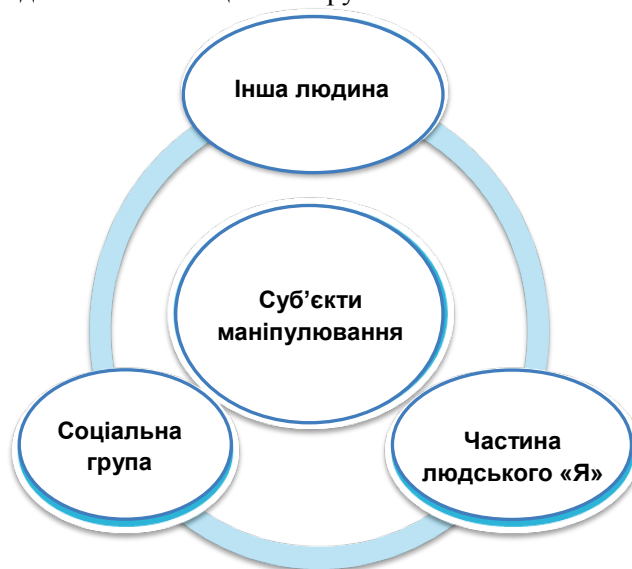 Інша людина
Суб’єкти
маніпулювання
Соціальна
група
Частина
людського «Я»